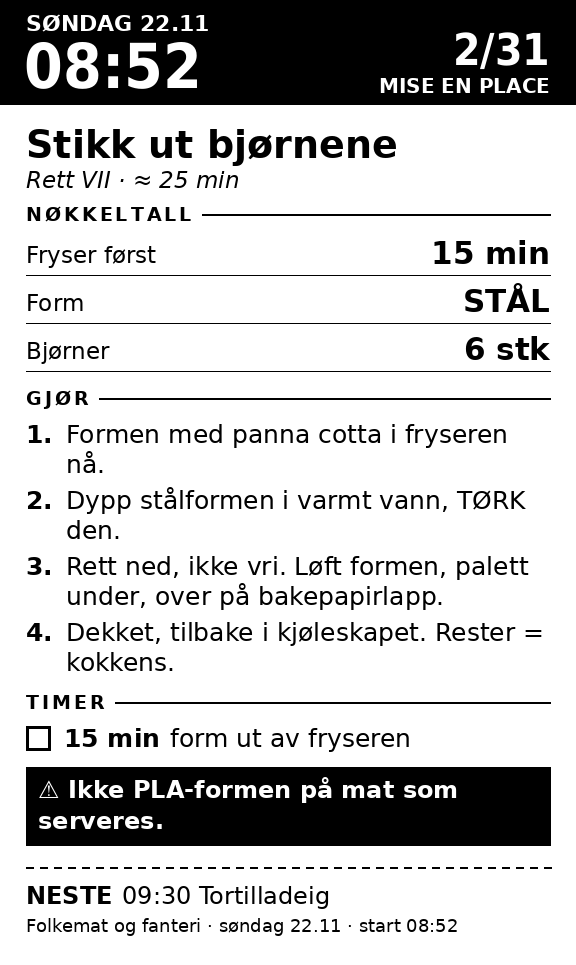 SØNDAG 22.11
08:52
2/31
MISE EN PLACE
Stikk ut bjørnene
Rett VII · ≈ 25 min
NØKKELTALL
Fryser først 15 min
Form STÅL
Bjørner 6 stk
GJØR
1. Formen med panna cotta i fryseren
nå.
2. Dypp stålformen i varmt vann, TØRK
den.
3. Rett ned, ikke vri. Løft formen, palett
under, over på bakepapirlapp.
4. Dekket, tilbake i kjøleskapet. Rester =
kokkens.
TIMER
15 min form ut av fryseren
⚠ Ikke PLA-formen på mat som
serveres.
NESTE 09:30 Tortilladeig
Folkemat og fanteri · søndag 22.11 · start 08:52